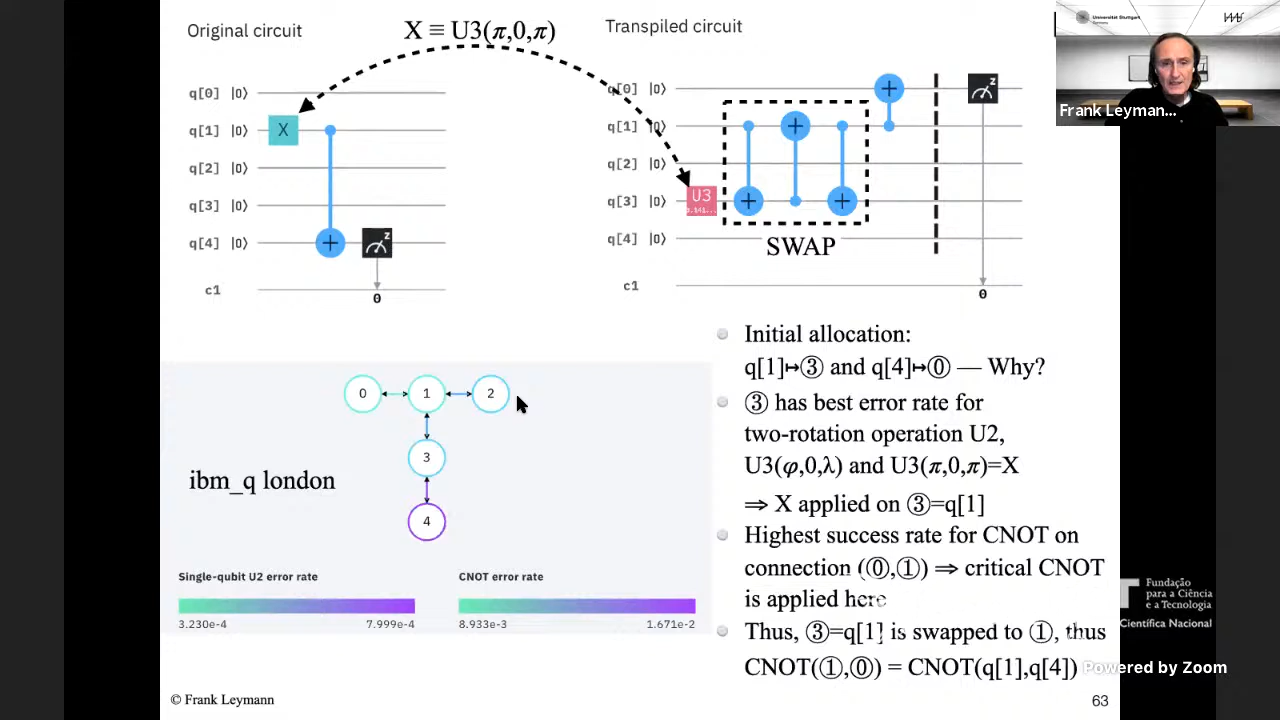 Original circuit
X ≡ U3(π,0,π)
Transpiled circuit
q[0] |0⟩
q[1] |0⟩
X
q[2] |0⟩
q[3] |0⟩
q[4] |0⟩
z
c1
0
q[0] |0⟩
z
q[1] |0⟩
q[2] |0⟩
q[3] |0⟩
U3
q[4] |0⟩
SWAP
c1
0
Universität Stuttgart
Frank Leyman...
0
1
2
3
4
ibm_q london
Single-qubit U2 error rate
CNOT error rate
3.230e-4
7.999e-4
8.933e-3
1.671e-2
Initial allocation:
q[1]↦③ and q[4]↦⓪ — Why?
③ has best error rate for
two-rotation operation U2,
U3(φ,0,λ) and U3(π,0,π)=X
⇒ X applied on ③=q[1]
Highest success rate for CNOT on
connection (⓪,①) ⇒ critical CNOT
is applied here
Thus, ③=q[1] is swapped to ①, thus
CNOT(①,⓪) = CNOT(q[1],q[4])
Fundação
para a Ciência
e a Tecnologia
Científica Nacional
Powered by Zoom
© Frank Leymann
63